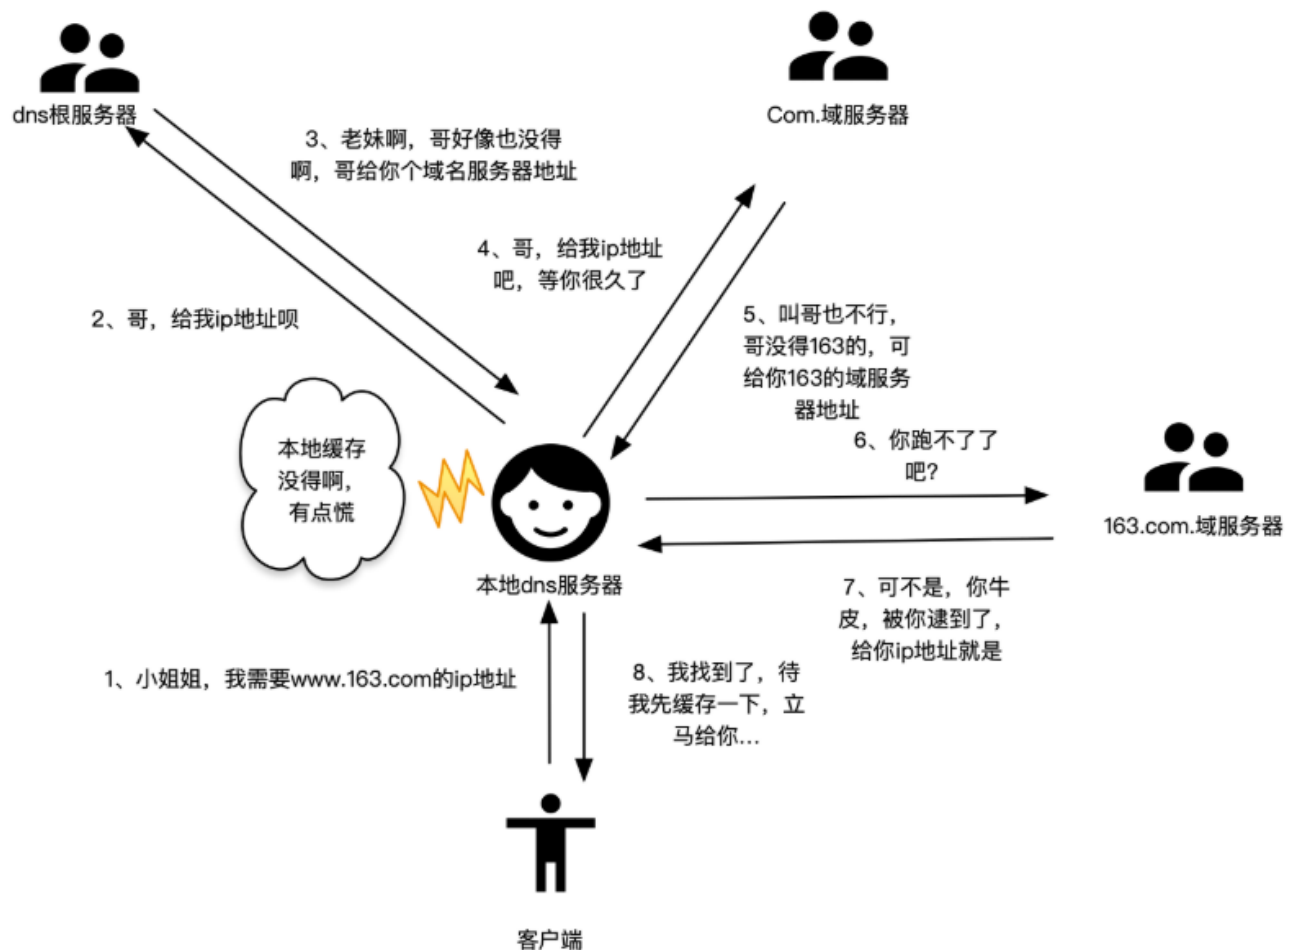 dns根服务器
Com.域服务器
3、老妹啊，哥好像也没得
啊，哥给你个域名服务器地址
4、哥，给我ip地址
吧，等你很久了
2、哥，给我ip地址呗
5、叫哥也不行，
哥没得163的，可
给你163的域服务
器地址
本地缓存
没得啊，
有点慌
6、你跑不了了
吧？
163.com.域服务器
本地dns服务器
7、可不是，你牛
皮，被你逮到了，
给你ip地址就是
1、小姐姐，我需要www.163.com的ip地址
8、我找到了，待
我先缓存一下，立
马给你...
客户端